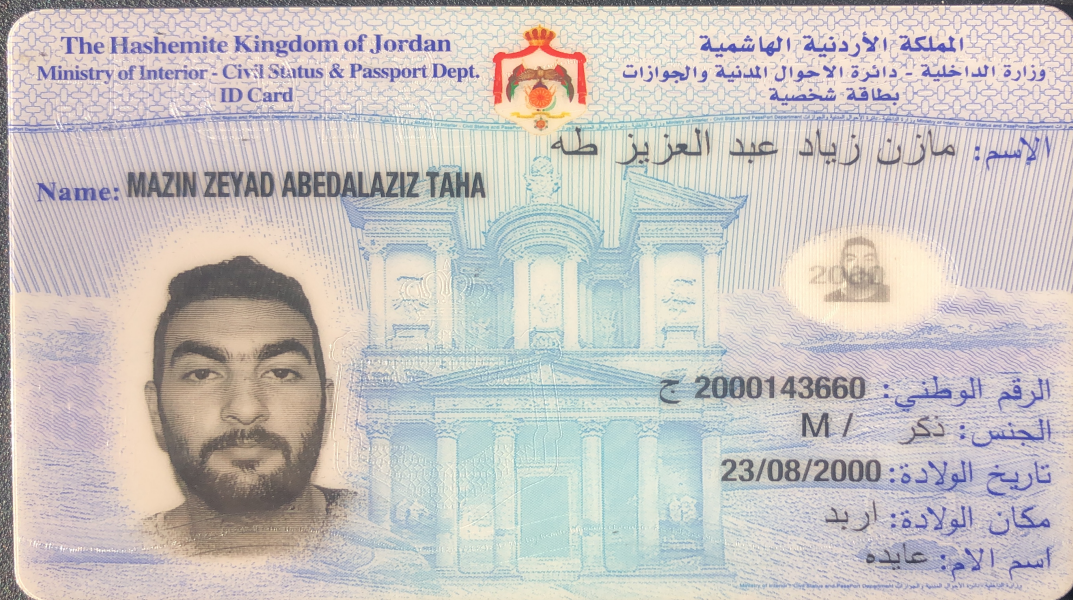 The Hashemite Kingdom of Jordan
Ministry of Interior - Civil Status & Passport Dept.
ID Card
المملكة الأردنية الهاشمية
وزارة الداخلية - دائرة الاحوال المدنية والجوازات
بطاقة شخصية
الإسم: مازن زياد عبد العزيز طه
Name: MAZIN ZEYAD ABEDALAZIZ TAHA
الرقم الوطني: 2000143660 ج
الجنس: ذكر / M
تاريخ الولادة: 23/08/2000
مكان الولادة: اربد
اسم الام: عايده